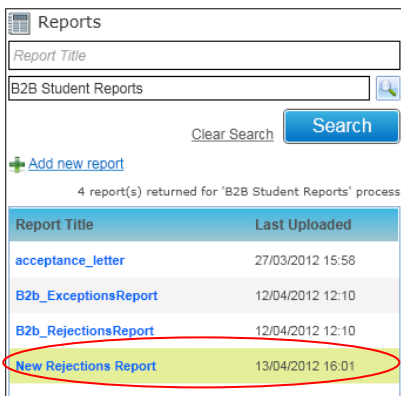 Reports
Report Title
B2B Student Reports
Clear Search Search
Add new report
4 report(s) returned for 'B2B Student Reports' process
Report Title Last Uploaded
acceptance_letter 27/03/2012 15:58
B2b_ExceptionsReport 12/04/2012 12:10
B2b_RejectionsReport 12/04/2012 12:10
New Rejections Report 13/04/2012 16:01